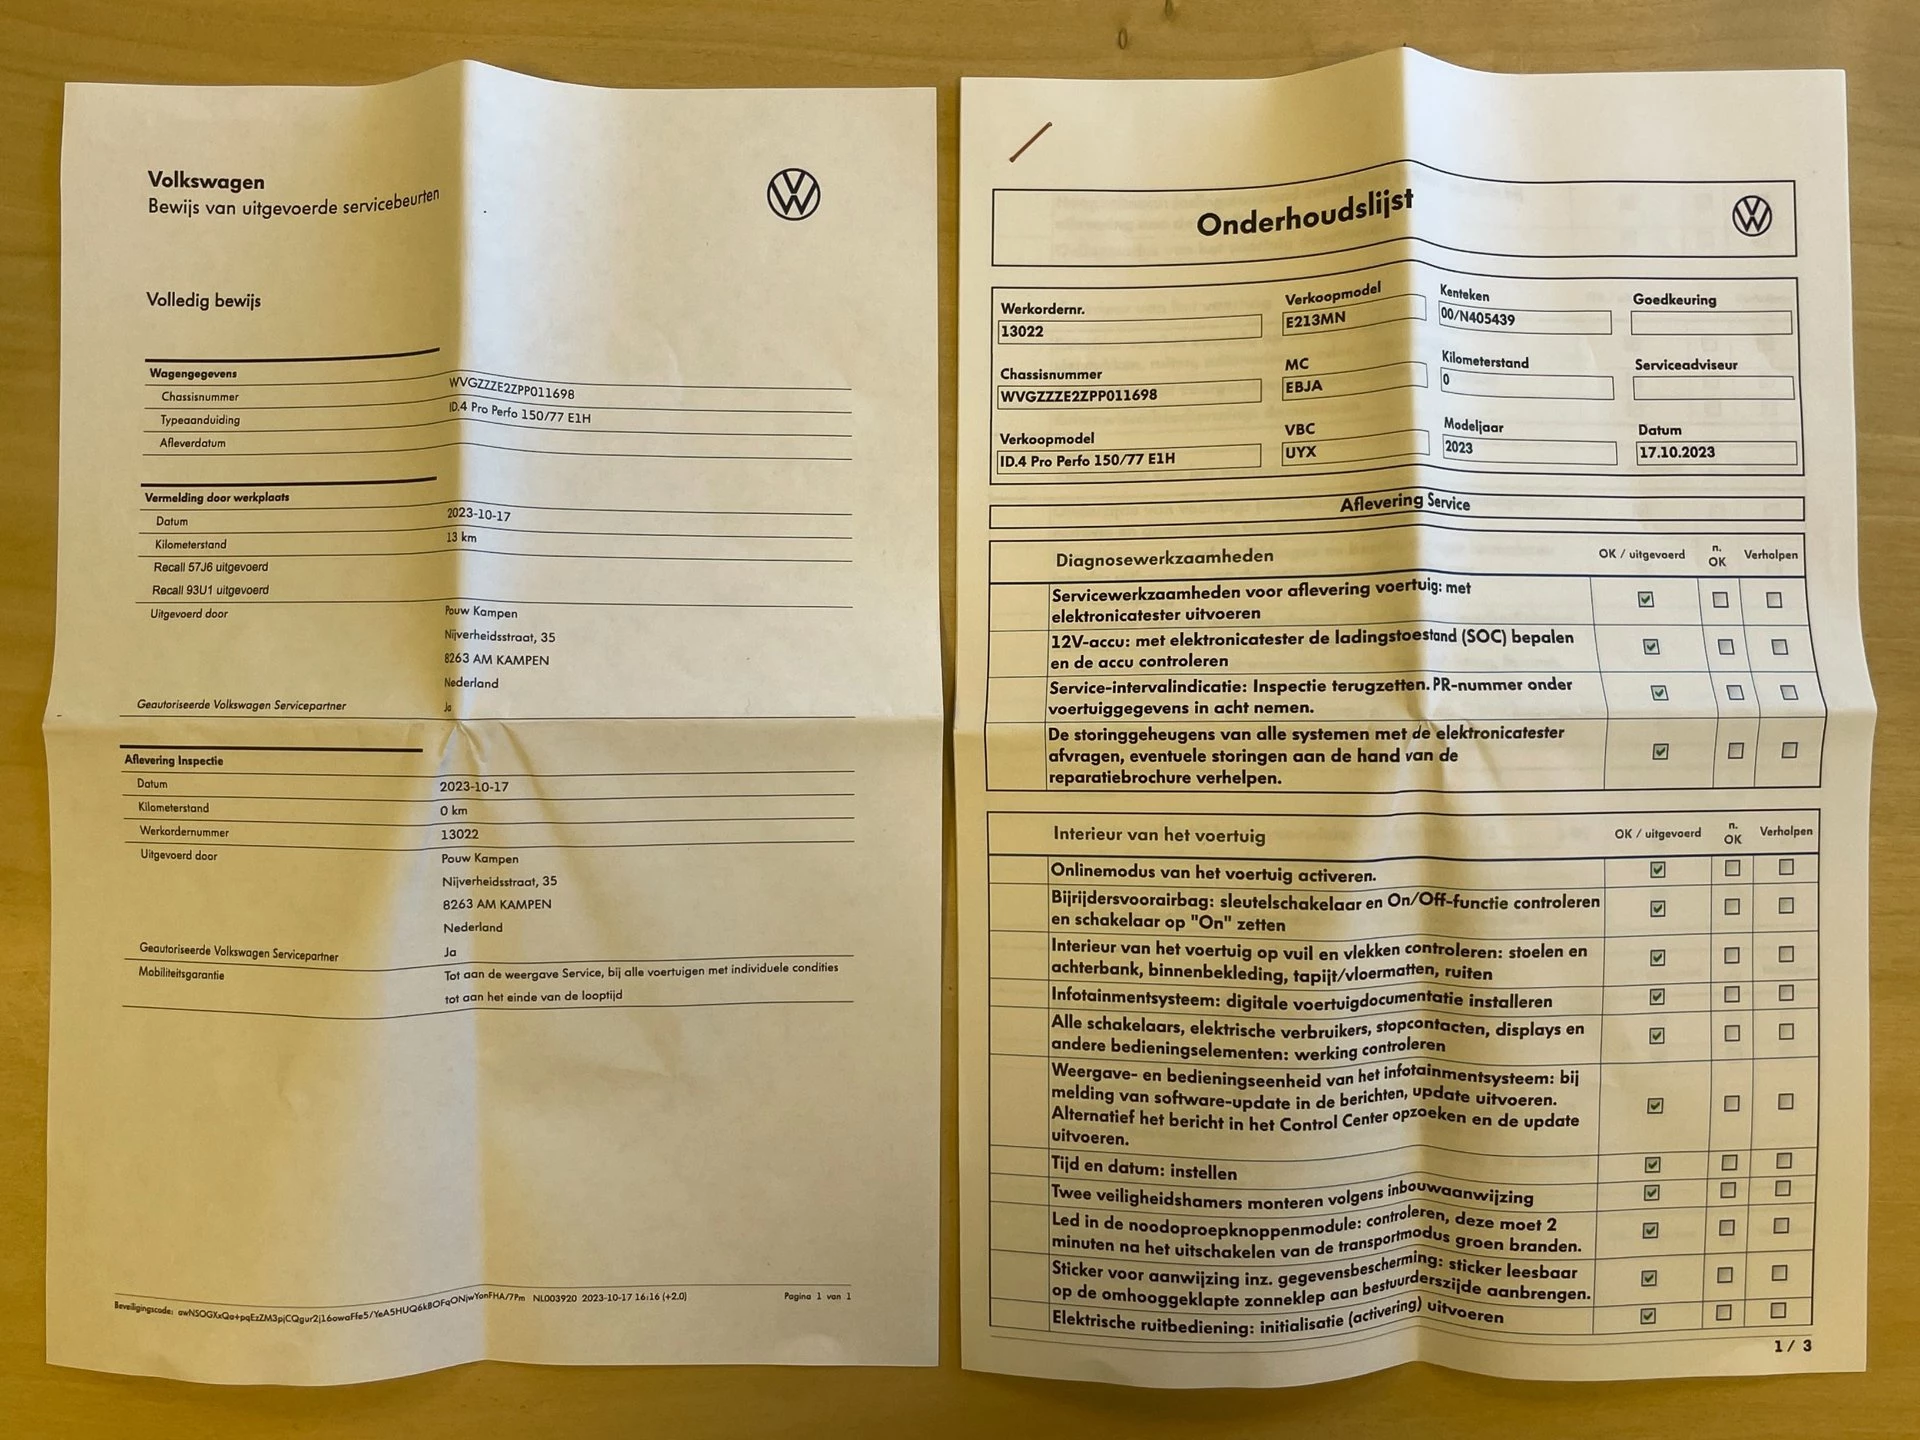 Volkswagen
Bewijs van uitgevoerde servicebeurten
Volledig bewijs
Wagengegevens
Chassisnummer WVGZZZE2ZPP011698
Typeaanduiding ID.4 Pro Perfo 150/77 E1H
Afleverdatum
Vermelding door werkplaats
Datum 2023-10-17
Kilometerstand 13 km
Recall 57J6 uitgevoerd
Recall 93U1 uitgevoerd
Uitgevoerd door Pouw Kampen
Nijverheidsstraat, 35
8263 AM KAMPEN
Nederland
Geautoriseerde Volkswagen Servicepartner Ja
Aflevering Inspectie
Datum 2023-10-17
Kilometerstand 0 km
Werkordernummer 13022
Uitgevoerd door Pouw Kampen
Nijverheidsstraat, 35
8263 AM KAMPEN
Nederland
Geautoriseerde Volkswagen Servicepartner Ja
Mobiliteitsgarantie Tot aan de weergave Service, bij alle voertuigen met individuele condities
tot aan het einde van de looptijd
Beveiligingscode: NL003920 2023-10-17 16:16 (+2.0) Pagina 1 van 1
Onderhoudslijst
Werkordernr. Verkoopmodel Kenteken Goedkeuring
13022 E213MN 00/N405439
Chassisnummer MC Kilometerstand Serviceadviseur
WVGZZZE2ZPP011698 EBJA 0
Verkoopmodel VBC Modeljaar Datum
ID.4 Pro Perfo 150/77 E1H UYX 2023 17.10.2023
Aflevering Service
Diagnosewerkzaamheden OK / uitgevoerd n. OK Verholpen
Servicewerkzaamheden voor aflevering voertuig: met
elektronicatester uitvoeren
12V-accu: met elektronicatester de ladingstoestand (SOC) bepalen
en de accu controleren
Service-intervalindicatie: Inspectie terugzetten. PR-nummer onder
voertuiggegevens in acht nemen.
De storinggeheugens van alle systemen met de elektronicatester
afvragen, eventuele storingen aan de hand van de
reparatiebrochure verhelpen.
Interieur van het voertuig OK / uitgevoerd n. OK Verholpen
Onlinemodus van het voertuig activeren.
Bijrijdersvoorairbag: sleutelschakelaar en On/Off-functie controleren
en schakelaar op "On" zetten
Interieur van het voertuig op vuil en vlekken controleren: stoelen en
achterbank, binnenbekleding, tapijt/vloermatten, ruiten
Infotainmentsysteem: digitale voertuigdocumentatie installeren
Alle schakelaars, elektrische verbruikers, stopcontacten, displays en
andere bedieningselementen: werking controleren
Weergave- en bedieningseenheid van het infotainmentsysteem: bij
melding van software-update in de berichten, update uitvoeren.
Alternatief het bericht in het Control Center opzoeken en de update
uitvoeren.
Tijd en datum: instellen
Twee veiligheidshamers monteren volgens inbouwaanwijzing
Led in de noodoproepknoppenmodule: controleren, deze moet 2
minuten na het uitschakelen van de transportmodus groen branden.
Sticker voor aanwijzing inz. gegevensbescherming: sticker leesbaar
op de omhooggeklapte zonneklep aan bestuurderszijde aanbrengen.
Elektrische ruitbediening: initialisatie (activering) uitvoeren
1 / 3